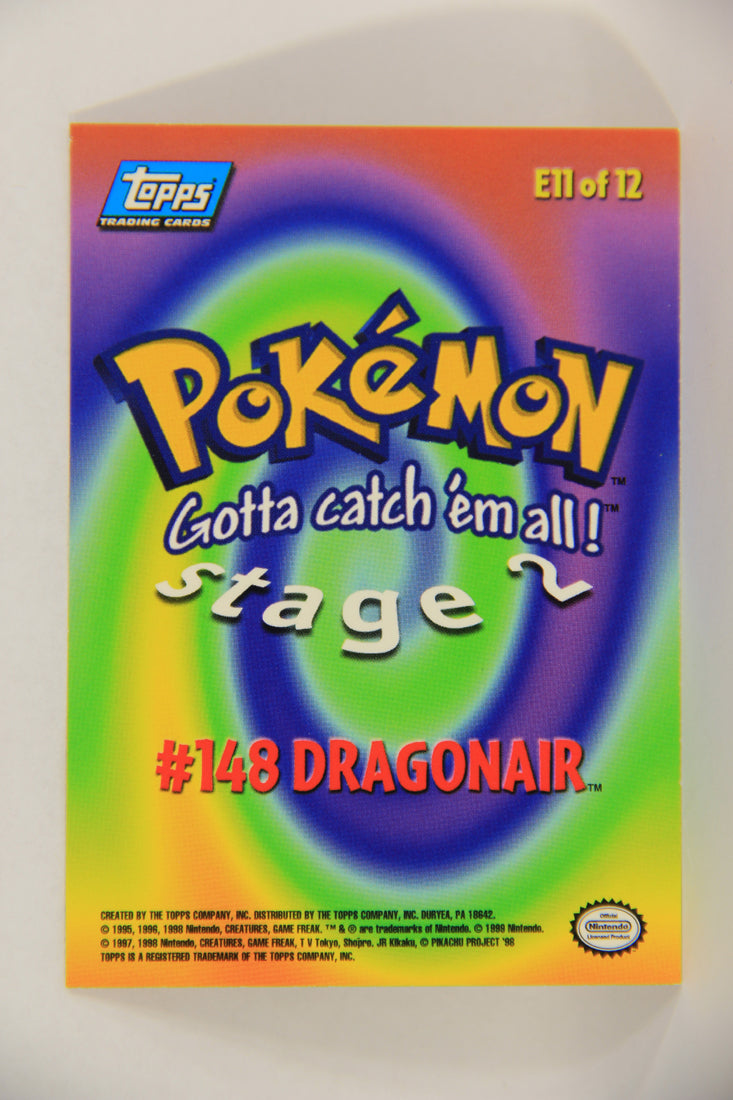 topps
TRADING CARDS
E11 of 12
POKéMON™
Gotta catch 'em all!™
stage 2
#148 DRAGONAIR™
CREATED BY THE TOPPS COMPANY, INC. DISTRIBUTED BY THE TOPPS COMPANY, INC. DURYEA, PA 18642.
© 1995, 1996, 1998 Nintendo, CREATURES, GAME FREAK. ™ & ® are trademarks of Nintendo. © 1999 Nintendo.
© 1997, 1998 Nintendo, CREATURES, GAME FREAK, T V Tokyo, Shopro, JR Kikaku, © PIKACHU PROJECT '98
TOPPS IS A REGISTERED TRADEMARK OF THE TOPPS COMPANY, INC.
Official
Nintendo
Licensed Product